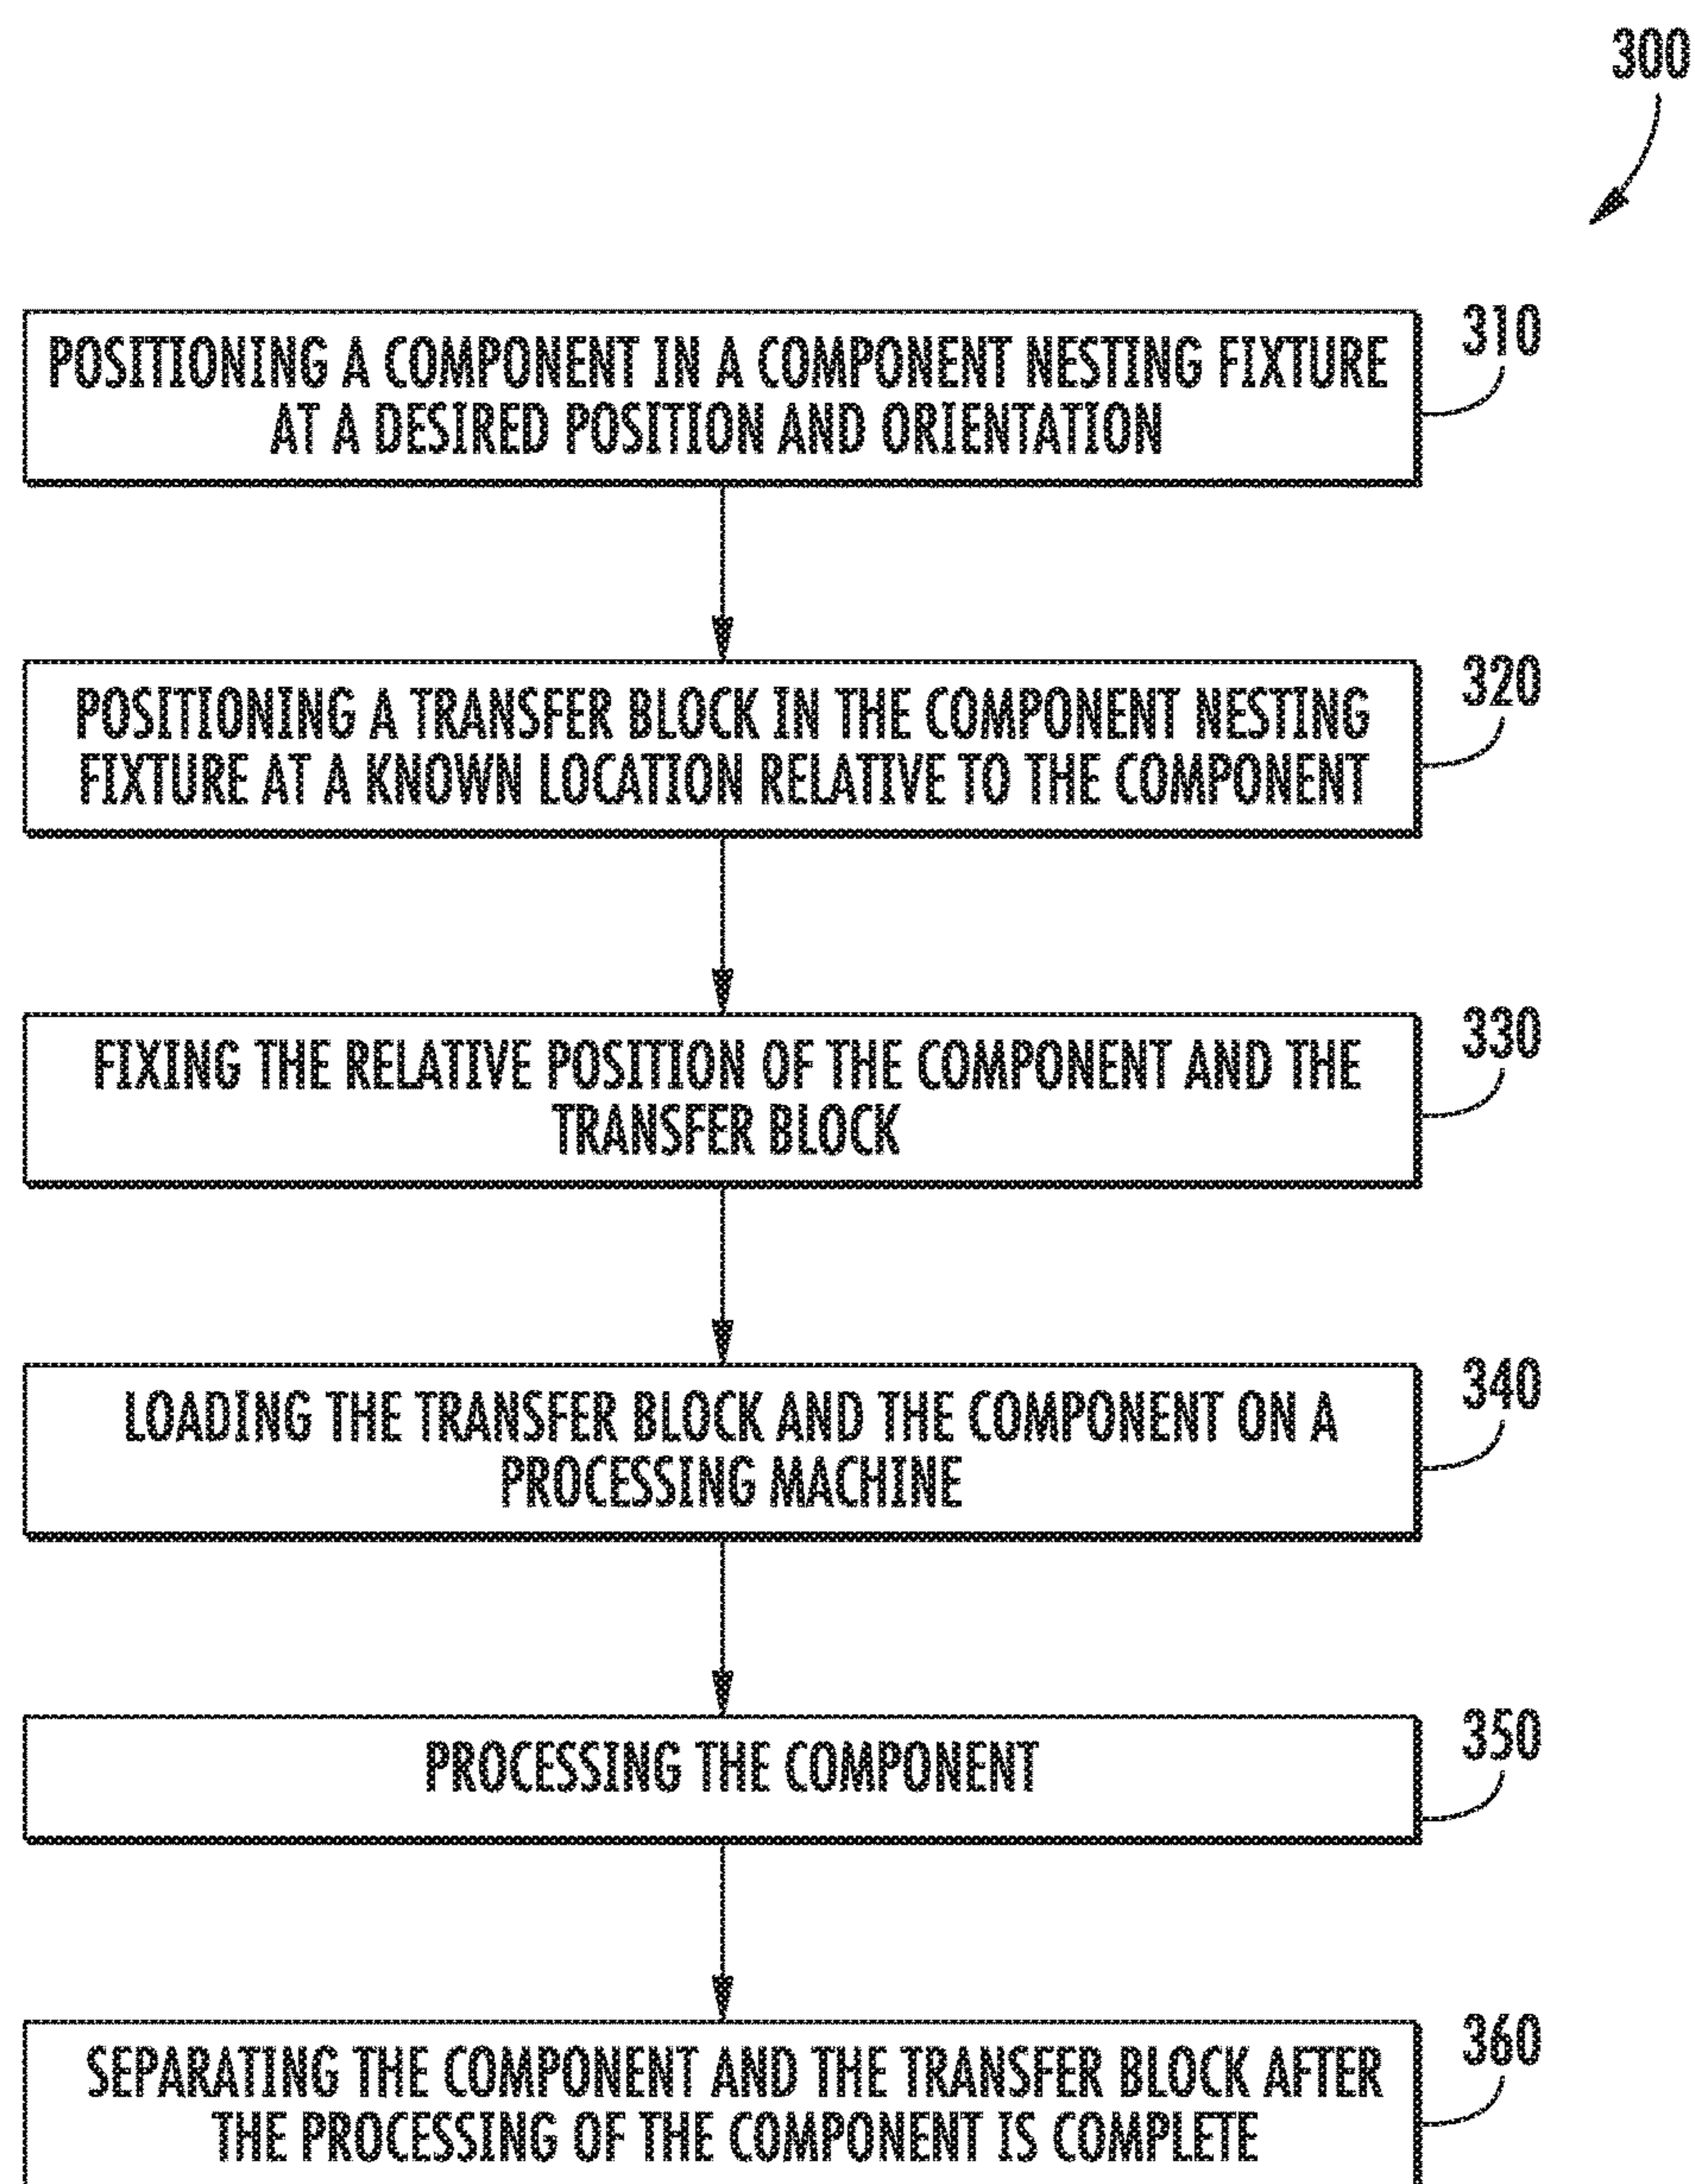 300
POSITIONING A COMPONENT IN A COMPONENT NESTING FIXTURE
AT A DESIRED POSITION AND ORIENTATION
310
POSITIONING A TRANSFER BLOCK IN THE COMPONENT NESTING
FIXTURE AT A KNOWN LOCATION RELATIVE TO THE COMPONENT
320
FIXING THE RELATIVE POSITION OF THE COMPONENT AND THE
TRANSFER BLOCK
330
LOADING THE TRANSFER BLOCK AND THE COMPONENT ON A
PROCESSING MACHINE
340
PROCESSING THE COMPONENT
350
SEPARATING THE COMPONENT AND THE TRANSFER BLOCK AFTER
THE PROCESSING OF THE COMPONENT IS COMPLETE
360